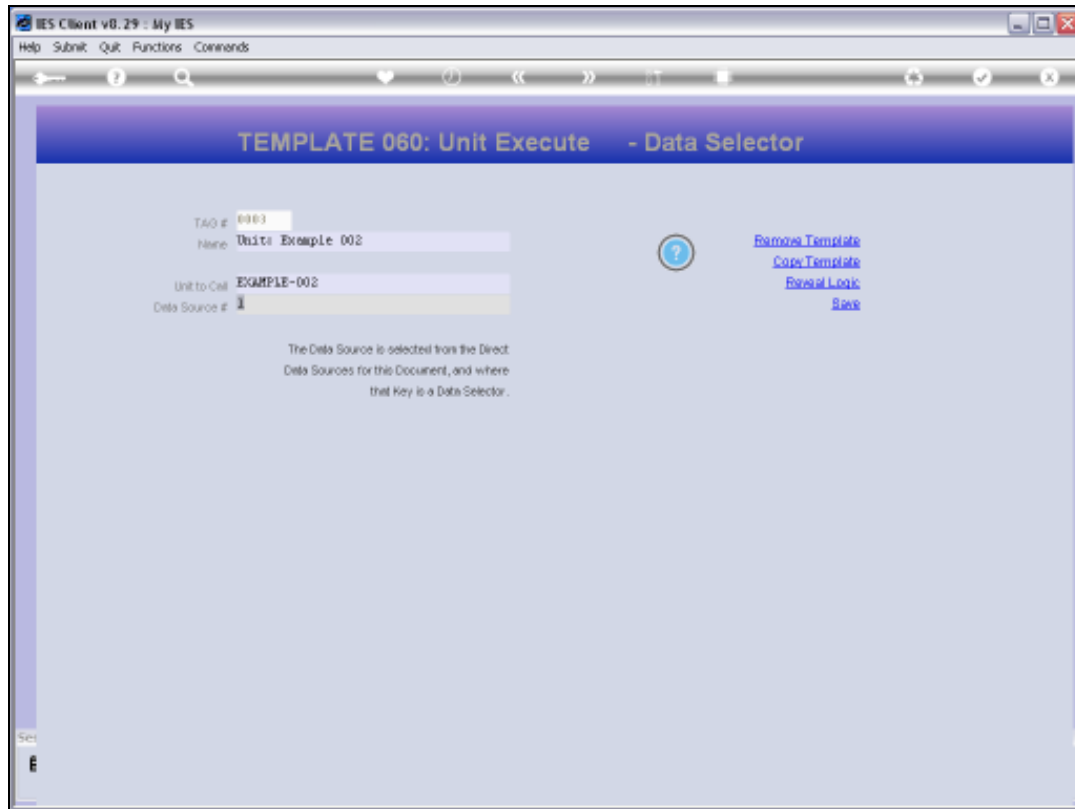 IES Client v8.29 : My IES
Help Submit Quit Functions Commands
TEMPLATE 060: Unit Execute - Data Selector
TAG # 0003
Name Unit: Example 002
Remove Template
Copy Template
Unit to Call EXAMPLE-002
Reveal Logic
Data Source # 1
Save
The Data Source is selected from the Direct
Data Sources for this Document, and where
that Key is a Data Selector.